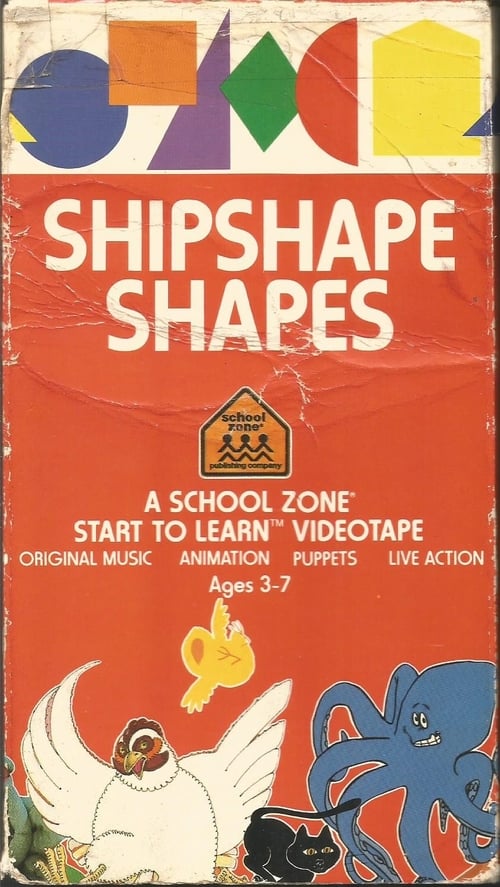 SHIPSHAPE
SHAPES
school
zone®
publishing company
A SCHOOL ZONE®
START TO LEARN™ VIDEOTAPE
ORIGINAL MUSIC ANIMATION PUPPETS LIVE ACTION
Ages 3-7